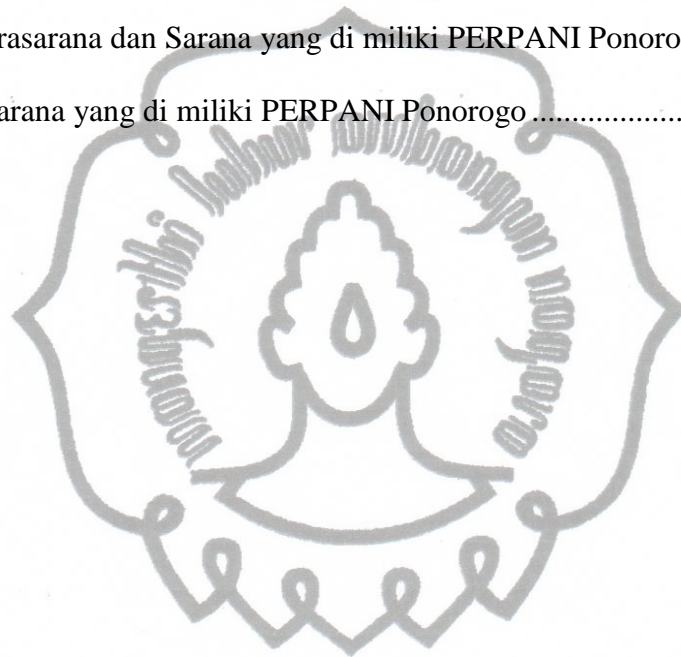 rasarana dan Sarana yang di miliki PERPANI Ponoro
arana yang di miliki PERPANI Ponorogo ....................